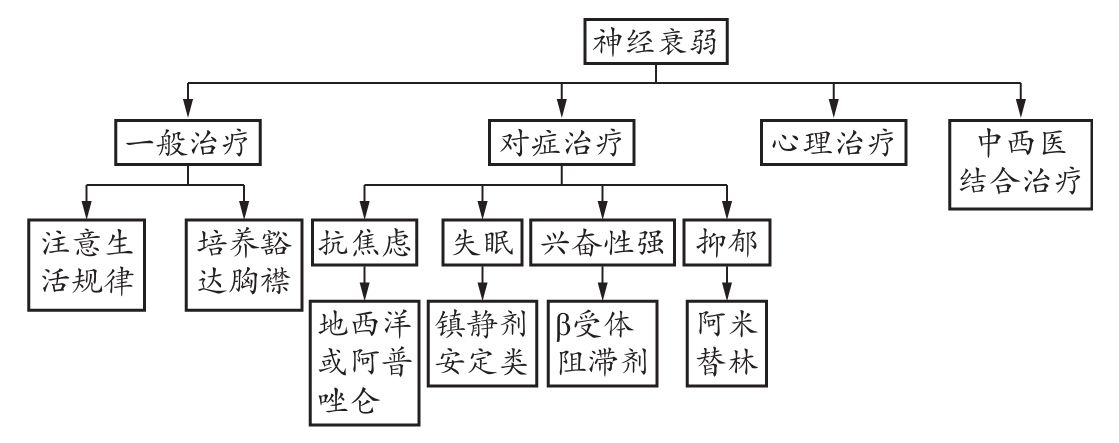 神经衰弱
一般治疗
对症治疗
心理治疗
中西医
结合治疗
注意生
活规律
培养豁
达胸襟
抗焦虑
失眠
兴奋性强
抑郁
地西洋
或阿普
唑仑
镇静剂
安定类
β受体
阻滞剂
阿米
替林